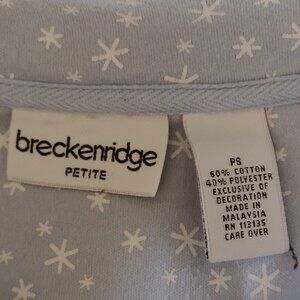 breckenridge
PETITE
PS
60% COTTON
40% POLYESTER
EXCLUSIVE OF
DECORATION
MADE IN
MALAYSIA
RN 113135
CARE OVER